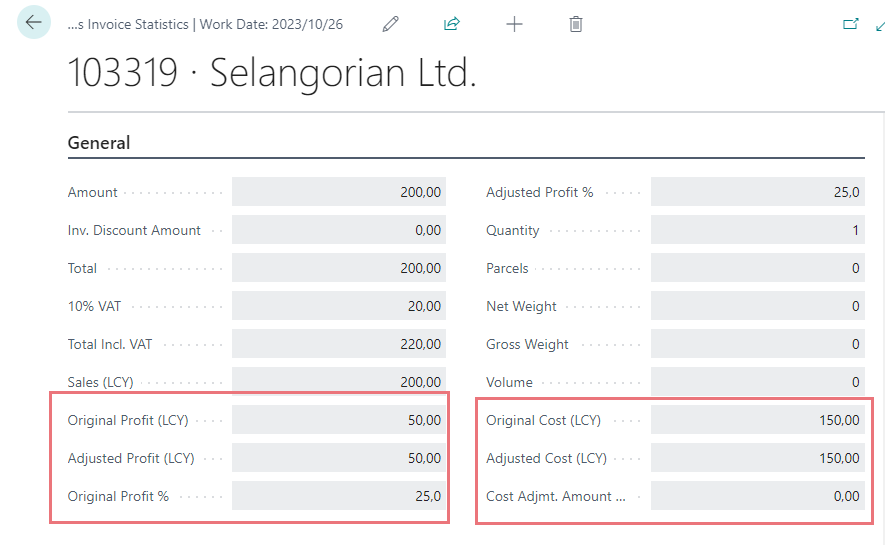 ...s Invoice Statistics | Work Date: 2023/10/26
103319 · Selangorian Ltd.
General
Amount 200,00
Inv. Discount Amount 0,00
Total 200,00
10% VAT 20,00
Total Incl. VAT 220,00
Sales (LCY) 200,00
Original Profit (LCY) 50,00
Adjusted Profit (LCY) 50,00
Original Profit % 25,0
Adjusted Profit % 25,0
Quantity 1
Parcels 0
Net Weight 0
Gross Weight 0
Volume 0
Original Cost (LCY) 150,00
Adjusted Cost (LCY) 150,00
Cost Adjmt. Amount ... 0,00